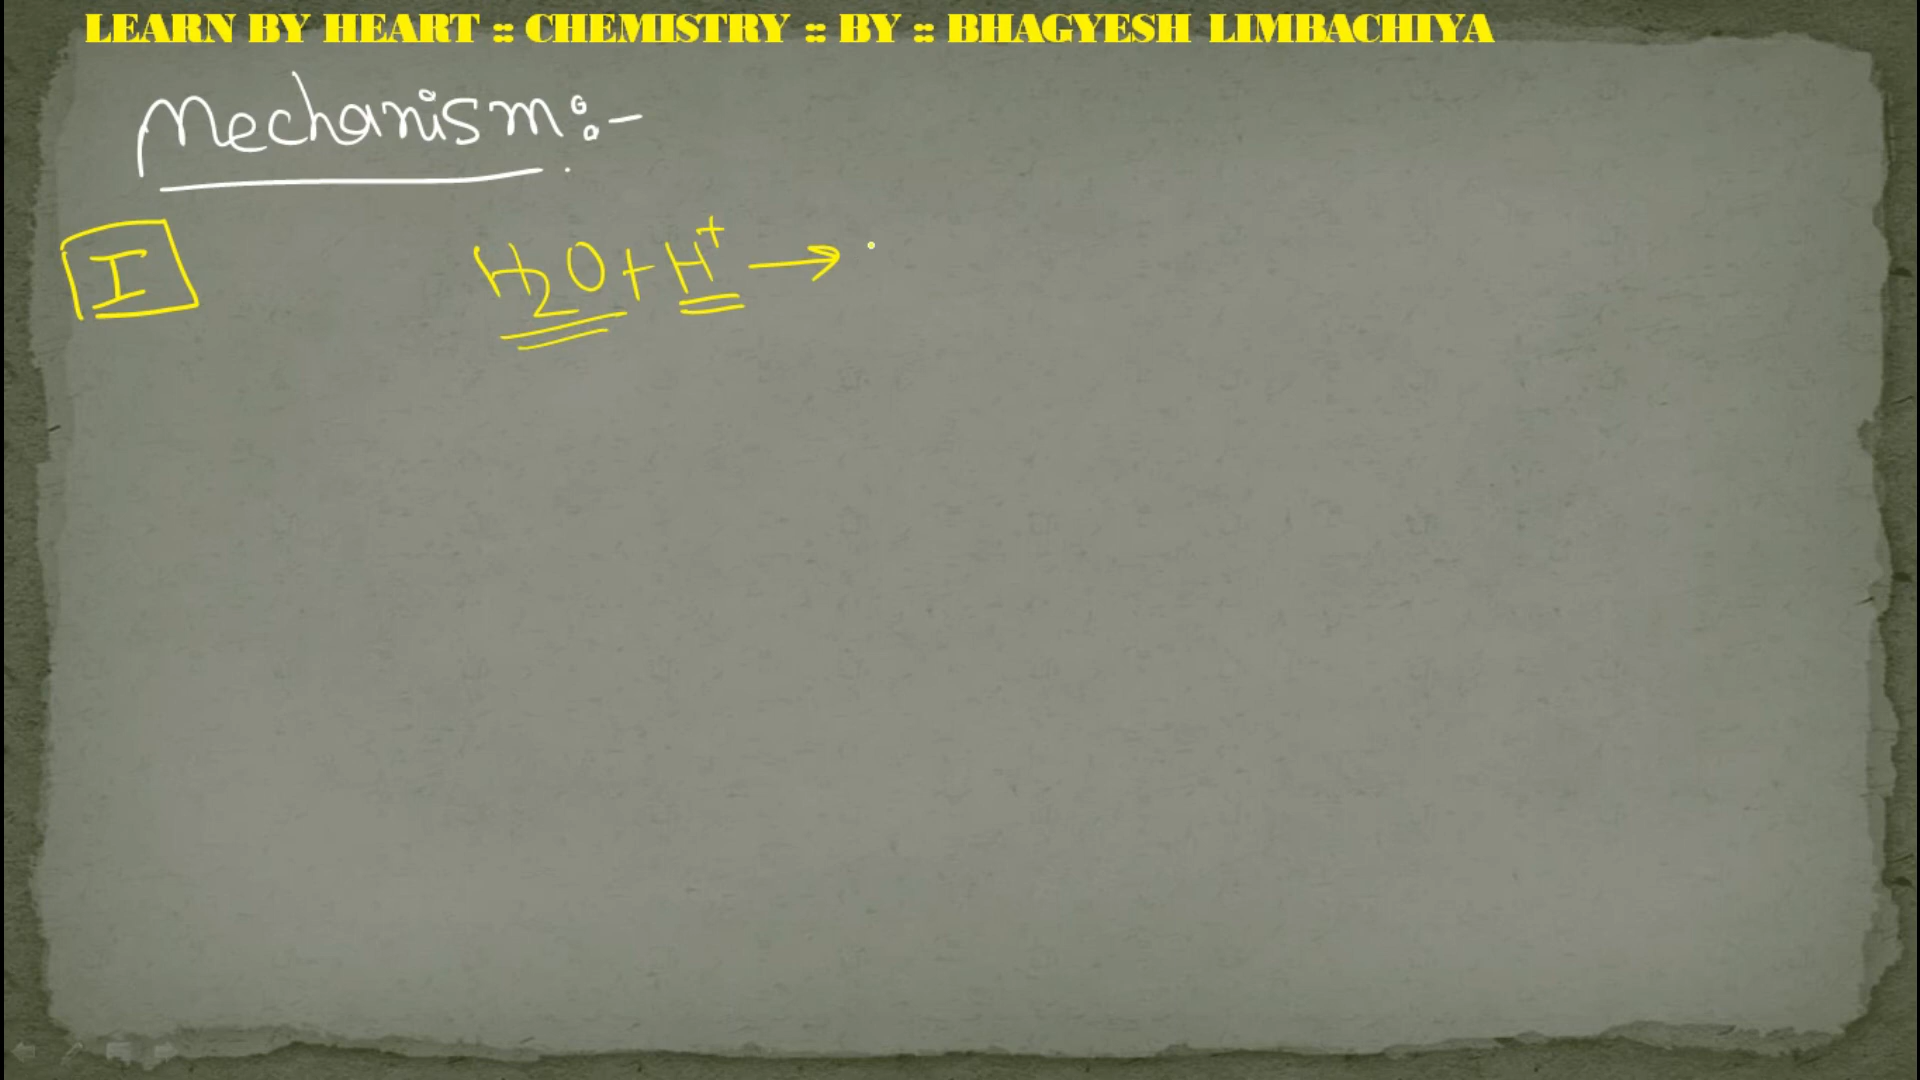 LEARN BY HEART :: CHEMISTRY :: BY :: BHAGYESH LIMBACHIYA
Mechanism:-
I
H2O + H+ →